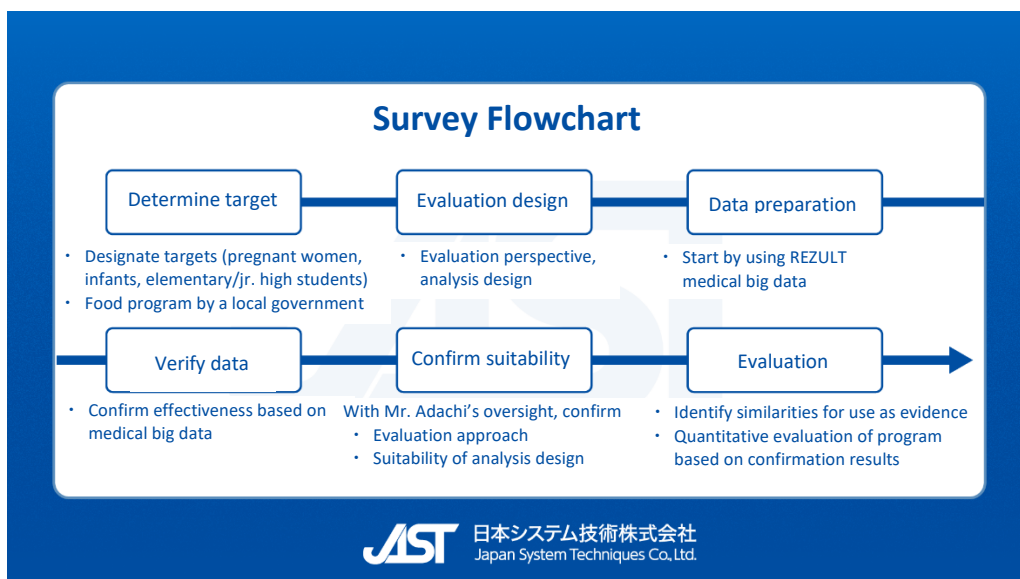 Survey Flowchart
Determine target
Evaluation design
Data preparation
・ Designate targets (pregnant women,
infants, elementary/jr. high students)
・ Food program by a local government
・ Evaluation perspective,
analysis design
・ Start by using REZULT
medical big data
Verify data
Confirm suitability
Evaluation
・ Confirm effectiveness based on
medical big data
With Mr. Adachi’s oversight, confirm
・ Evaluation approach
・ Suitability of analysis design
・ Identify similarities for use as evidence
・ Quantitative evaluation of program
based on confirmation results
JAST
日本システム技術株式会社
Japan System Techniques Co., Ltd.